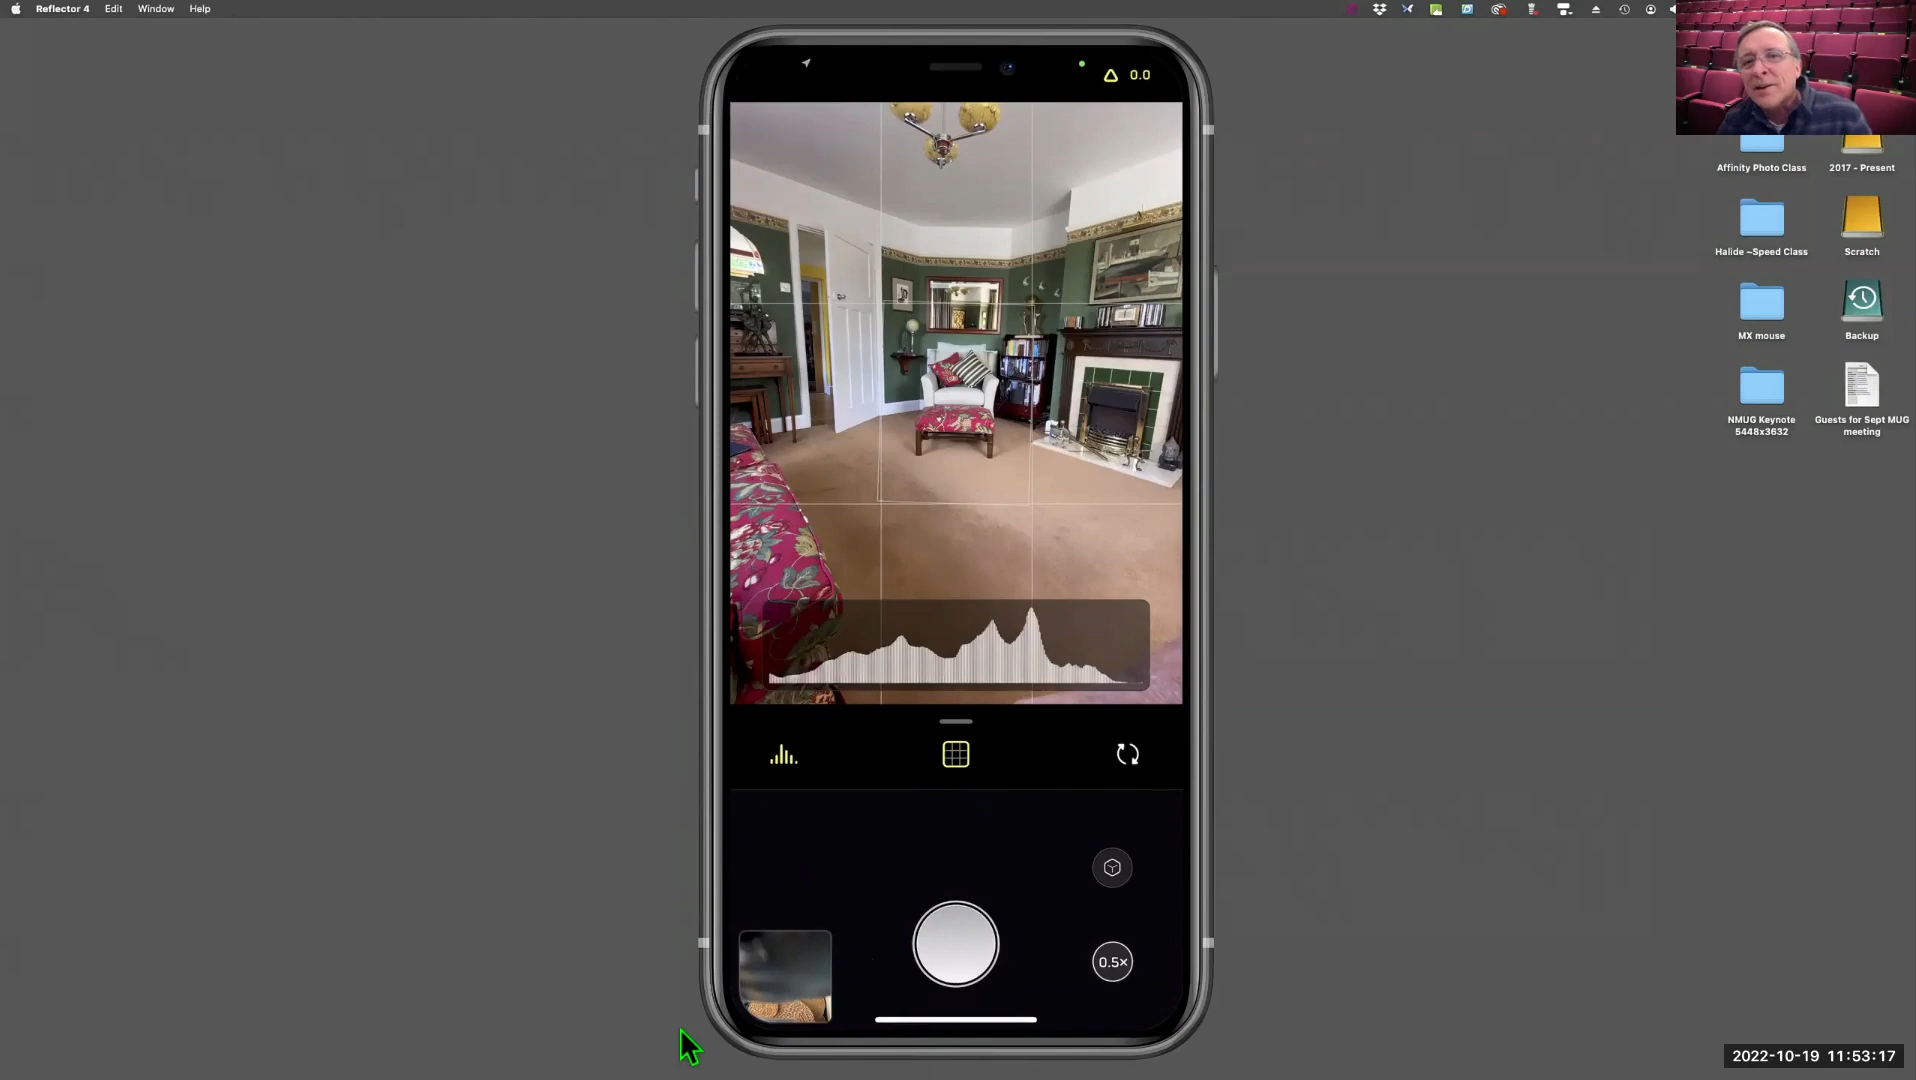 Reflector 4 Edit Window Help
0.0
Affinity Photo Class
2017 - Present
Halide ~Speed Class
Scratch
MX mouse
Backup
NMUG Keynote
5448x3632
Guests for Sept MUG
meeting
0.5×
2022-10-19 11:53:17